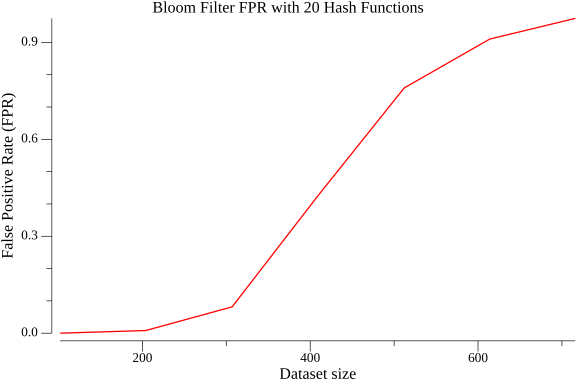 Bloom Filter FPR with 20 Hash Functions
0.9
0.6
0.3
0.0
False Positive Rate (FPR)
200
400
600
Dataset size